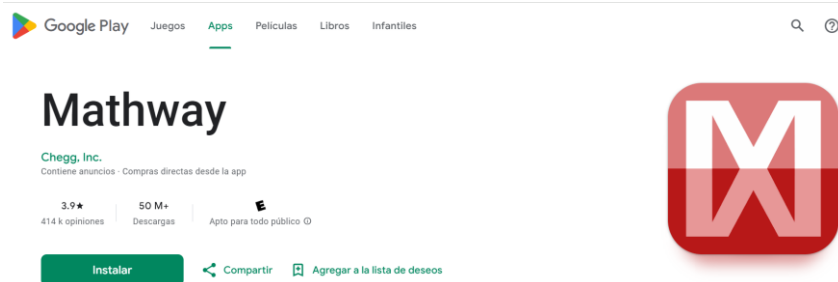 Google Play Juegos Apps Películas Libros Infantiles
Mathway
Chegg, Inc.
Contiene anuncios · Compras directas desde la app
3.9★ 50 M+ E
414 k opiniones Descargas Apto para todo público
Instalar Compartir Agregar a la lista de deseos